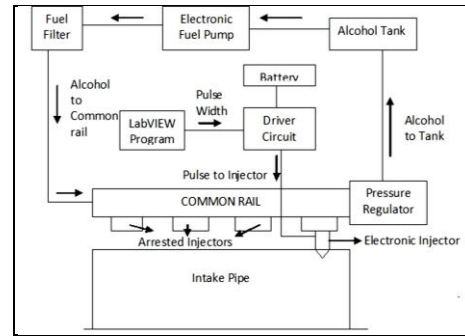 Fuel
Filter
Electronic
Fuel Pump
Alcohol Tank
Alcohol
to
Common
rail
Pulse
Width
Battery
LabVIEW
Program
Driver
Circuit
Alcohol
to Tank
Pulse to Injector
COMMON RAIL
Pressure
Regulator
Arrested Injectors
Electronic Injector
Intake Pipe